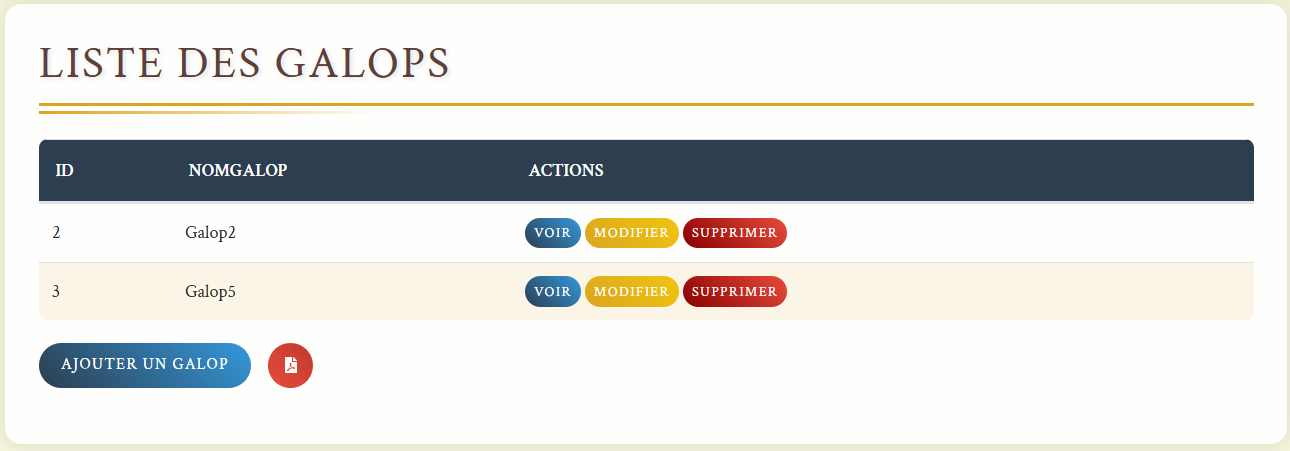 LISTE DES GALOPS
ID NOMGALOP ACTIONS
2 Galop2 VOIR MODIFIER SUPPRIMER
3 Galop5 VOIR MODIFIER SUPPRIMER
AJOUTER UN GALOP